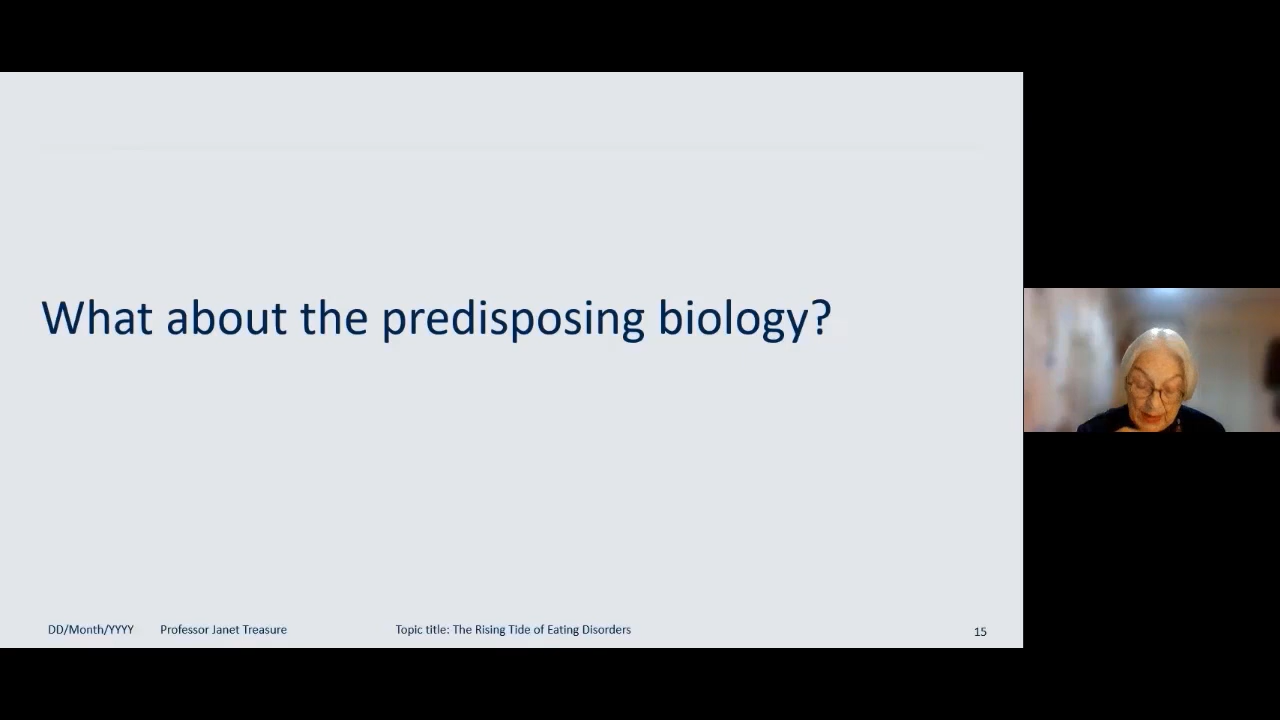 What about the predisposing biology?
DD/Month/YYYY Professor Janet Treasure Topic title: The Rising Tide of Eating Disorders 15